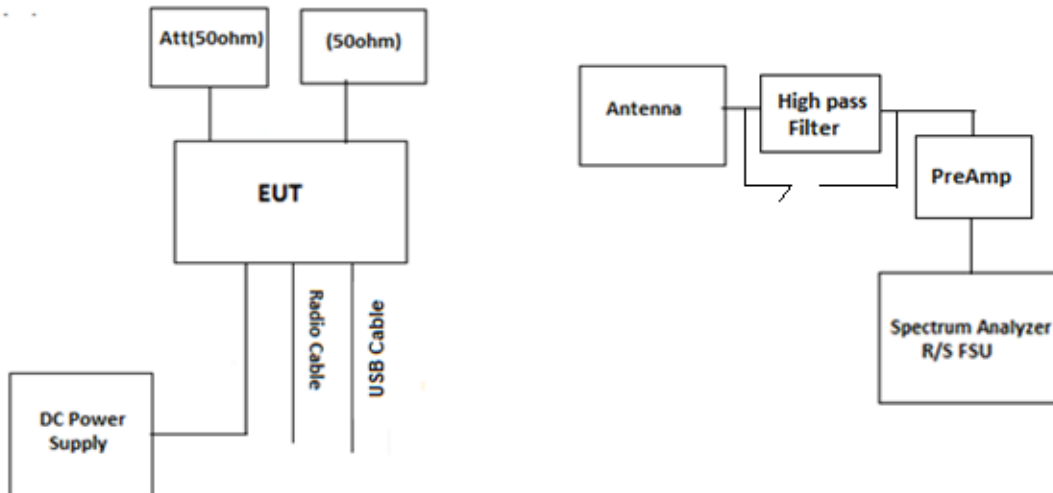 Att(50ohm)
(50ohm)
EUT
Radio Cable
USB Cable
DC Power
Supply
Antenna
High pass
Filter
PreAmp
Spectrum Analyzer
R/S FSU